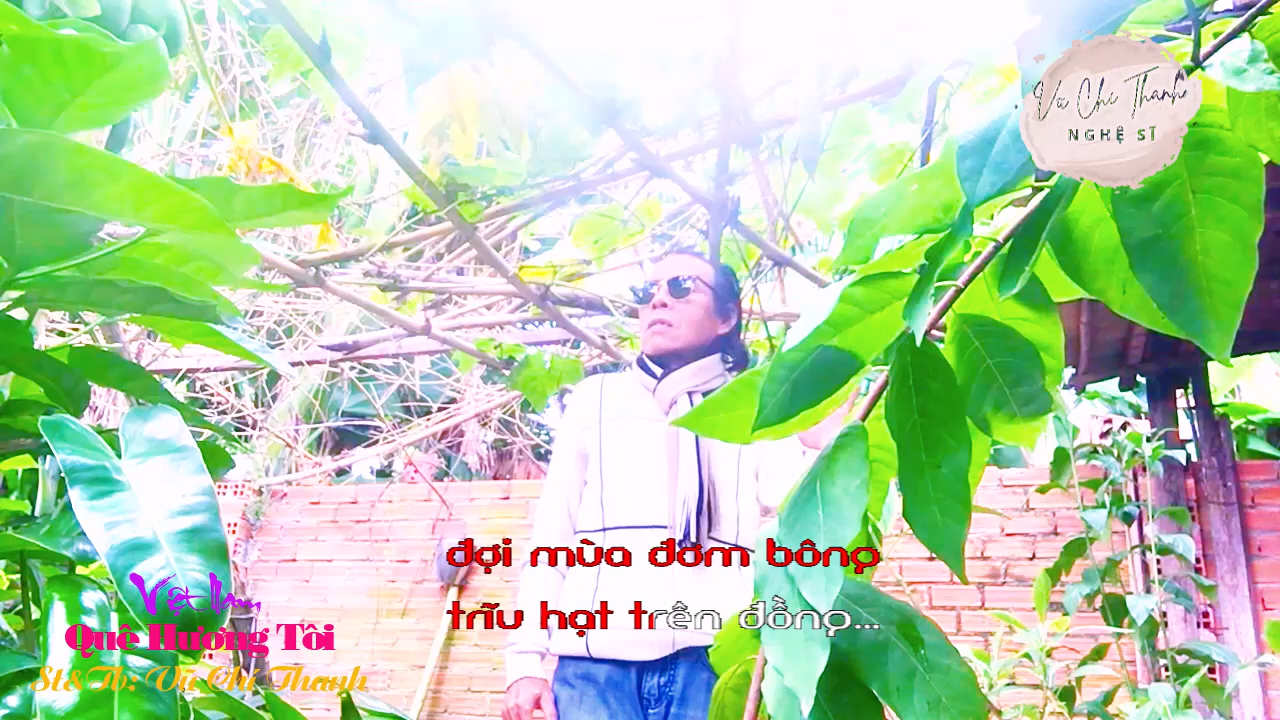 Vũ Chí Thanh
NGHỆ SĨ
đợi mùa đơm bông
trĩu hạt trên đồng...
Việt Nam
Quê Hương Tôi
St&Tb: Vũ Chí Thanh